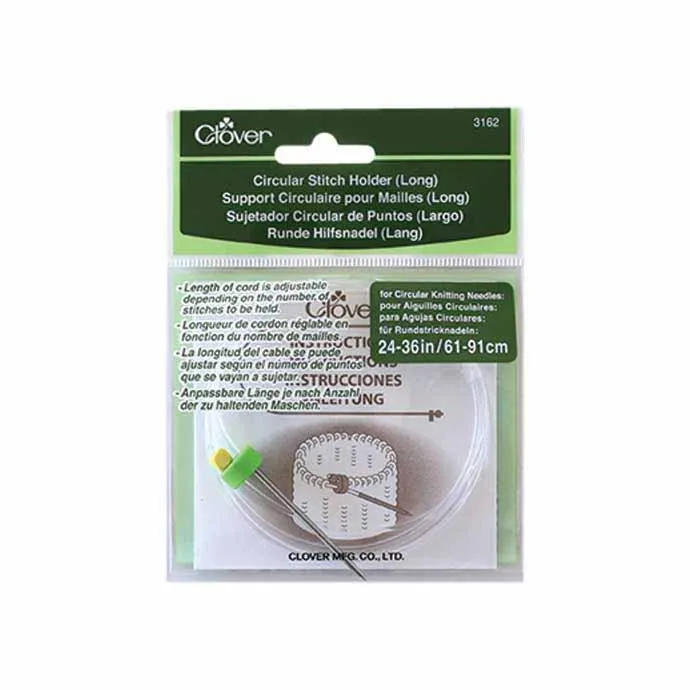 Clover
3162
Circular Stitch Holder (Long)
Support Circulaire pour Mailles (Long)
Sujetador Circular de Puntos (Largo)
Runde Hilfsnadel (Lang)
- Length of cord is adjustable
depending on the number of
stitches to be held.
- Longueur de cordon réglable en
fonction du nombre de mailles.
- La longitud del cable se puede
ajustar según el número de puntos
que se vayan a sujetar.
- Anpassbare Länge je nach Anzahl
der zu haltenden Maschen.
for Circular Knitting Needles:
pour Aiguilles Circulaires:
para Agujas Circulares:
für Rundstricknadeln:
24-36in/61-91cm
Clover
CLOVER MFG. CO., LTD.